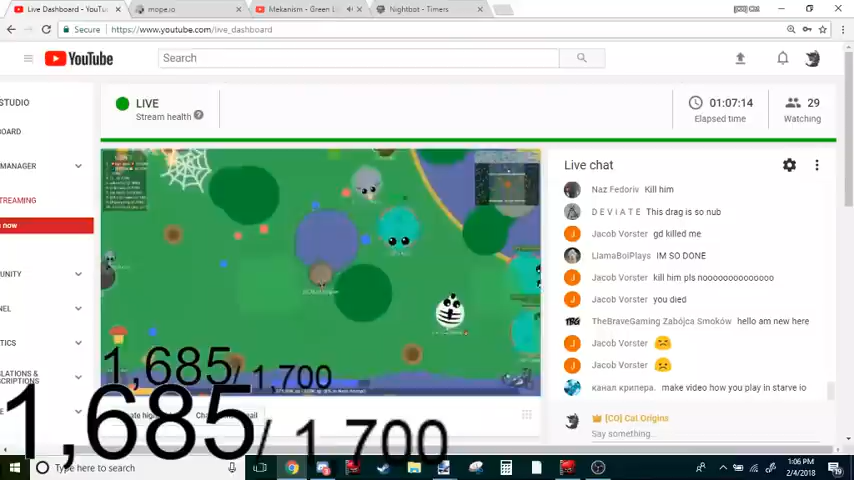 Live Dashboard - YouTu
mope.io
Mekanism - Green L
Nightbot - Timers
Secure
https://www.youtube.com/live_dashboard
YouTube
Search
STUDIO
LIVE
Stream health
01:07:14
Elapsed time
29
Watching
BOARD
MANAGER
STREAMING
now
UNITY
NEL
TICS
LATIONS &
SCRIPTIONS
Live chat
Naz Fedoriv Kill him
D E V I A T E This drag is so nub
Jacob Vorster gd killed me
LlamaBoiPlays IM SO DONE
Jacob Vorster kill him pls noooooooooooooo
Jacob Vorster you died
TheBraveGaming Zabójca Smoków hello am new here
Jacob Vorster
Jacob Vorster
канал крипера. make video how you play in starve io
[CO] Cal Origins
Say something...
1,685/ 1,700
1,685/ 1,700
Type here to search
1:06 PM
2/4/2018